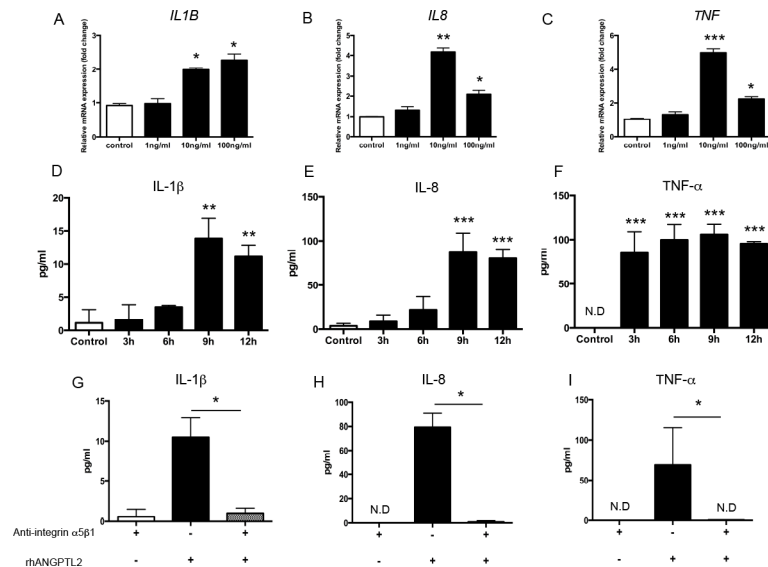 A
IL1B
Relative mRNA expression (fold change)
3
2
1
0
*
*
control
1ng/ml
10ng/ml
100ng/ml
B
IL8
Relative mRNA expression (fold change)
5
4
3
2
1
0
**
*
control
1ng/ml
10ng/ml
100ng/ml
C
TNF
Relative mRNA expression (fold change)
6
4
2
0
***
*
control
1ng/ml
10ng/ml
100ng/ml
D
IL-1β
pg/ml
20
15
10
5
0
**
**
Control
3h
6h
9h
12h
E
IL-8
pg/ml
150
100
50
0
***
***
Control
3h
6h
9h
12h
F
TNF-α
pg/ml
150
100
50
0
N.D
***
***
***
***
Control
3h
6h
9h
12h
G
IL-1β
pg/ml
15
10
5
0
*
H
IL-8
pg/ml
100
80
60
40
20
0
N.D
*
I
TNF-α
pg/ml
150
100
50
0
N.D
*
N.D
Anti-integrin α5β1 + - + + - + + - +
rhANGPTL2 - + + - + + - + +